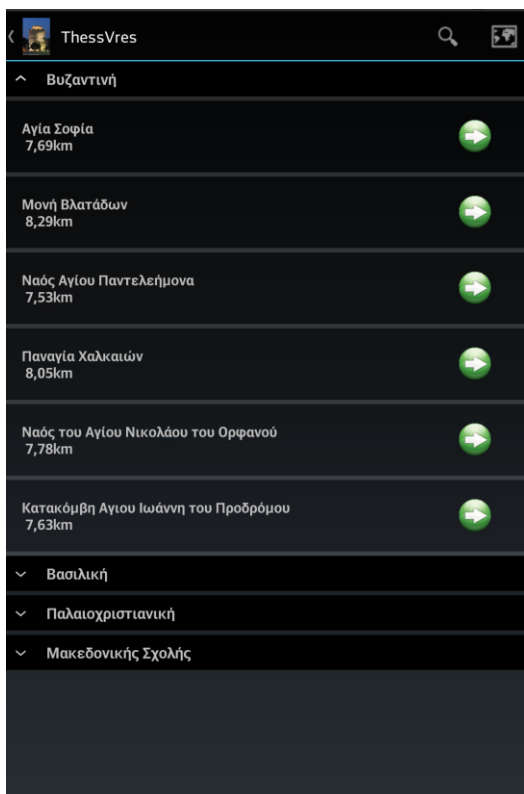 ThessVres
Βυζαντινή
Αγία Σοφία
7,69km
Μονή Βλατάδων
8,29km
Ναός Αγίου Παντελεήμονα
7,53km
Παναγία Χαλκαιών
8,05km
Ναός του Αγίου Νικολάου του Ορφανού
7,78km
Κατακόμβη Αγιου Ιωάννη του Προδρόμου
7,63km
Βασιλική
Παλαιοχριστιανική
Μακεδονικής Σχολής